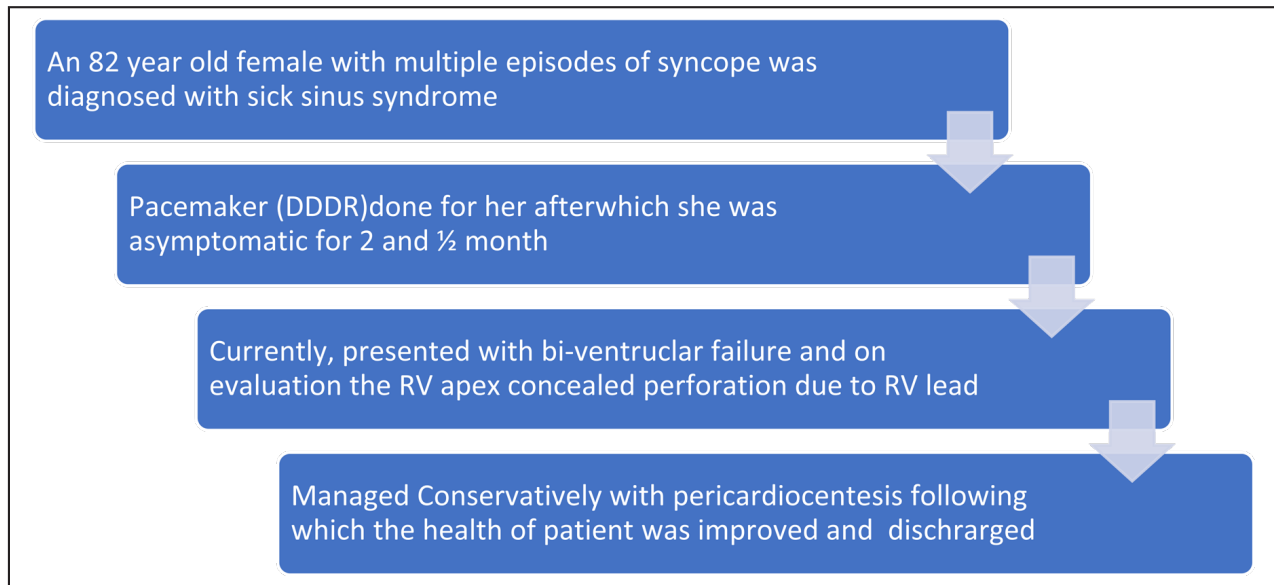 An 82 year old female with multiple episodes of syncope was
diagnosed with sick sinus syndrome
Pacemaker (DDDR)done for her afterwhich she was
asymptomatic for 2 and ½ month
Currently, presented with bi-ventruclar failure and on
evaluation the RV apex concealed perforation due to RV lead
Managed Conservatively with pericardiocentesis following
which the health of patient was improved and  dischrarged